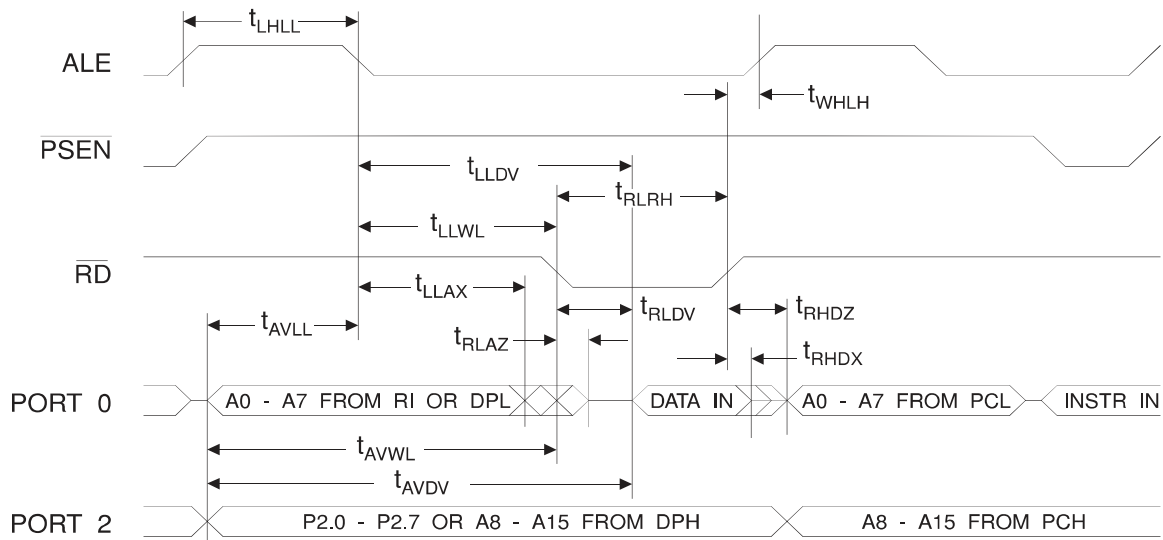 tLHLL
ALE
tWHLH
PSEN
tLLDV
tRLRH
tLLWL
RD
tLLAX
tRLDV
tRHDZ
tAVLL
tRLAZ
tRHDX
PORT 0
A0 - A7 FROM RI OR DPL
DATA IN
A0 - A7 FROM PCL
INSTR IN
tAVWL
tAVDV
PORT 2
P2.0 - P2.7 OR A8 - A15 FROM DPH
A8 - A15 FROM PCH